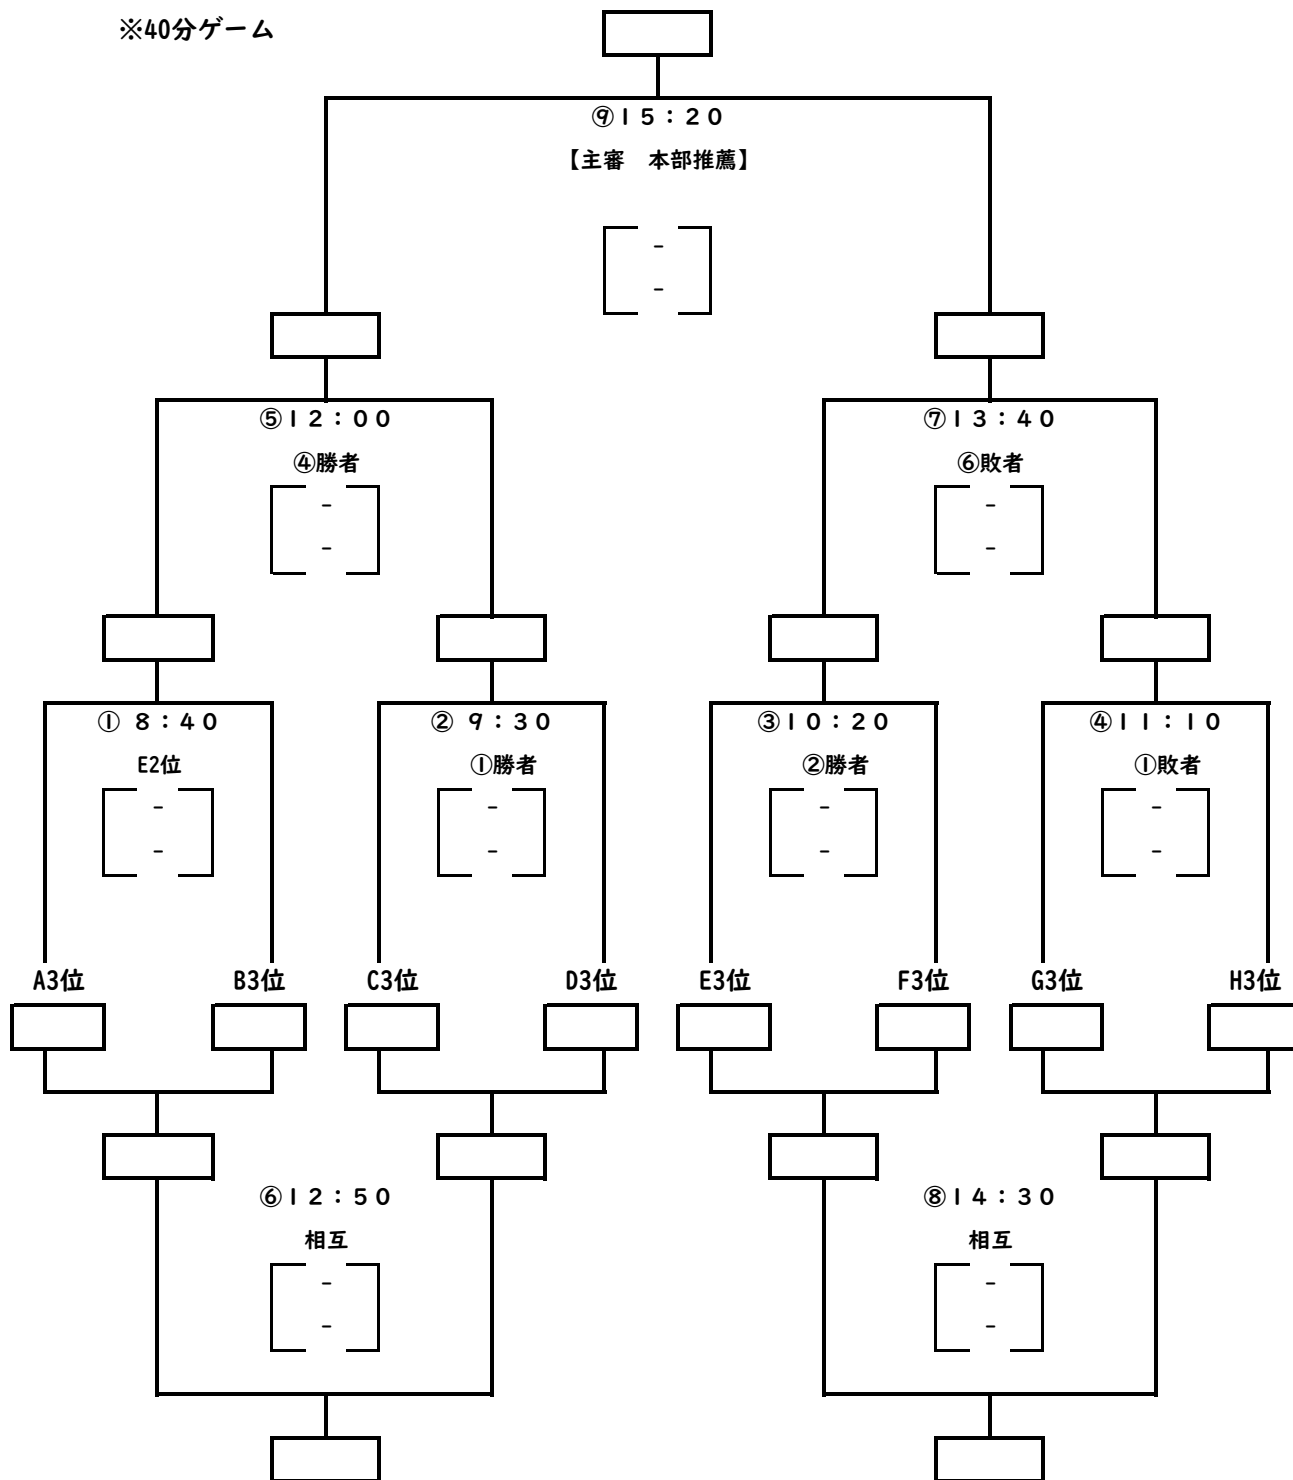 ※40分ゲーム
⑨15：20
【主審　本部推薦】
-
-
⑤12：00
⑦13：40
④勝者
⑥敗者
- -
- -
① 8：40
② 9：30
③10：20
④11：10
E2位
①勝者
②勝者
①敗者
- - - -
- - - -
A3位 B3位 C3位 D3位 E3位 F3位 G3位 H3位
⑥12：50
⑧14：30
相互
相互
- -
- -